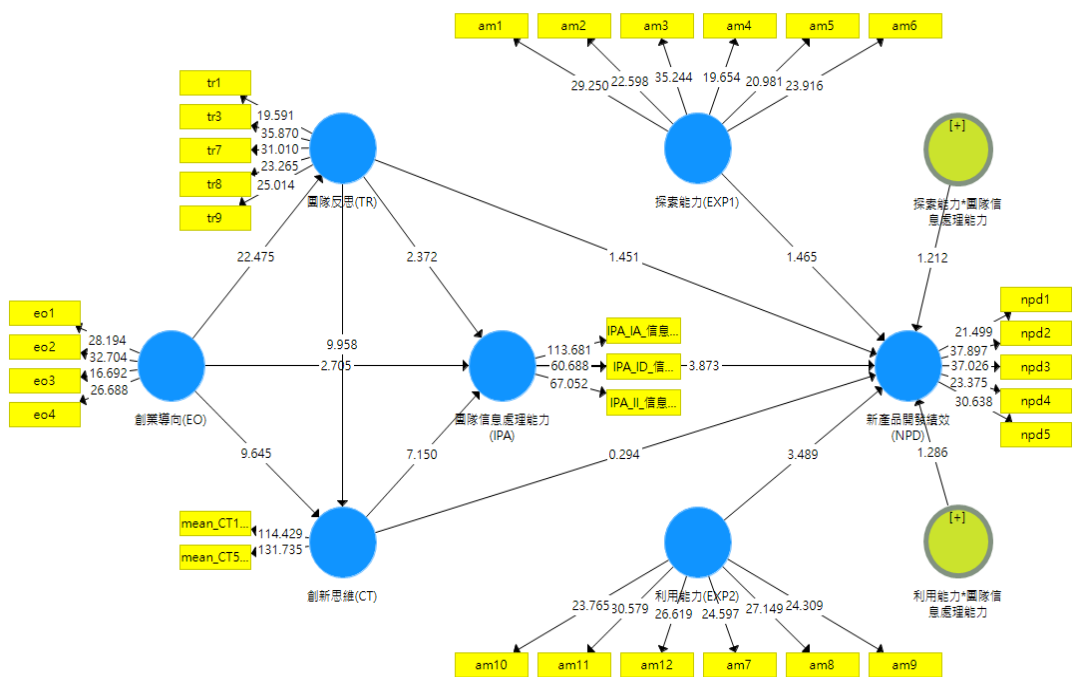 am1
am2
am3
am4
am5
am6
29.250
22.598
35.244
19.654
20.981
23.916
tr1
tr3
tr7
tr8
tr9
19.591
35.870
31.010
23.265
25.014
團隊反思(TR)
探索能力(EXP1)
[+]
探索能力*團隊信
息處理能力
22.475
2.372
1.451
1.465
1.212
eo1
eo2
eo3
eo4
28.194
32.704
16.692
26.688
創業導向(EO)
9.958
2.705
團隊信息處理能力
(IPA)
113.681
60.688
67.052
IPA_IA_信息...
IPA_ID_信...
IPA_II_信息...
3.873
新產品開發績效
(NPD)
21.499
37.897
37.026
23.375
30.638
npd1
npd2
npd3
npd4
npd5
9.645
7.150
0.294
3.489
1.286
mean_CT1...
mean_CT5...
114.429
131.735
創新思維(CT)
利用能力(EXP2)
[+]
利用能力*團隊信
息處理能力
23.765
30.579
26.619
24.597
27.149
24.309
am10
am11
am12
am7
am8
am9